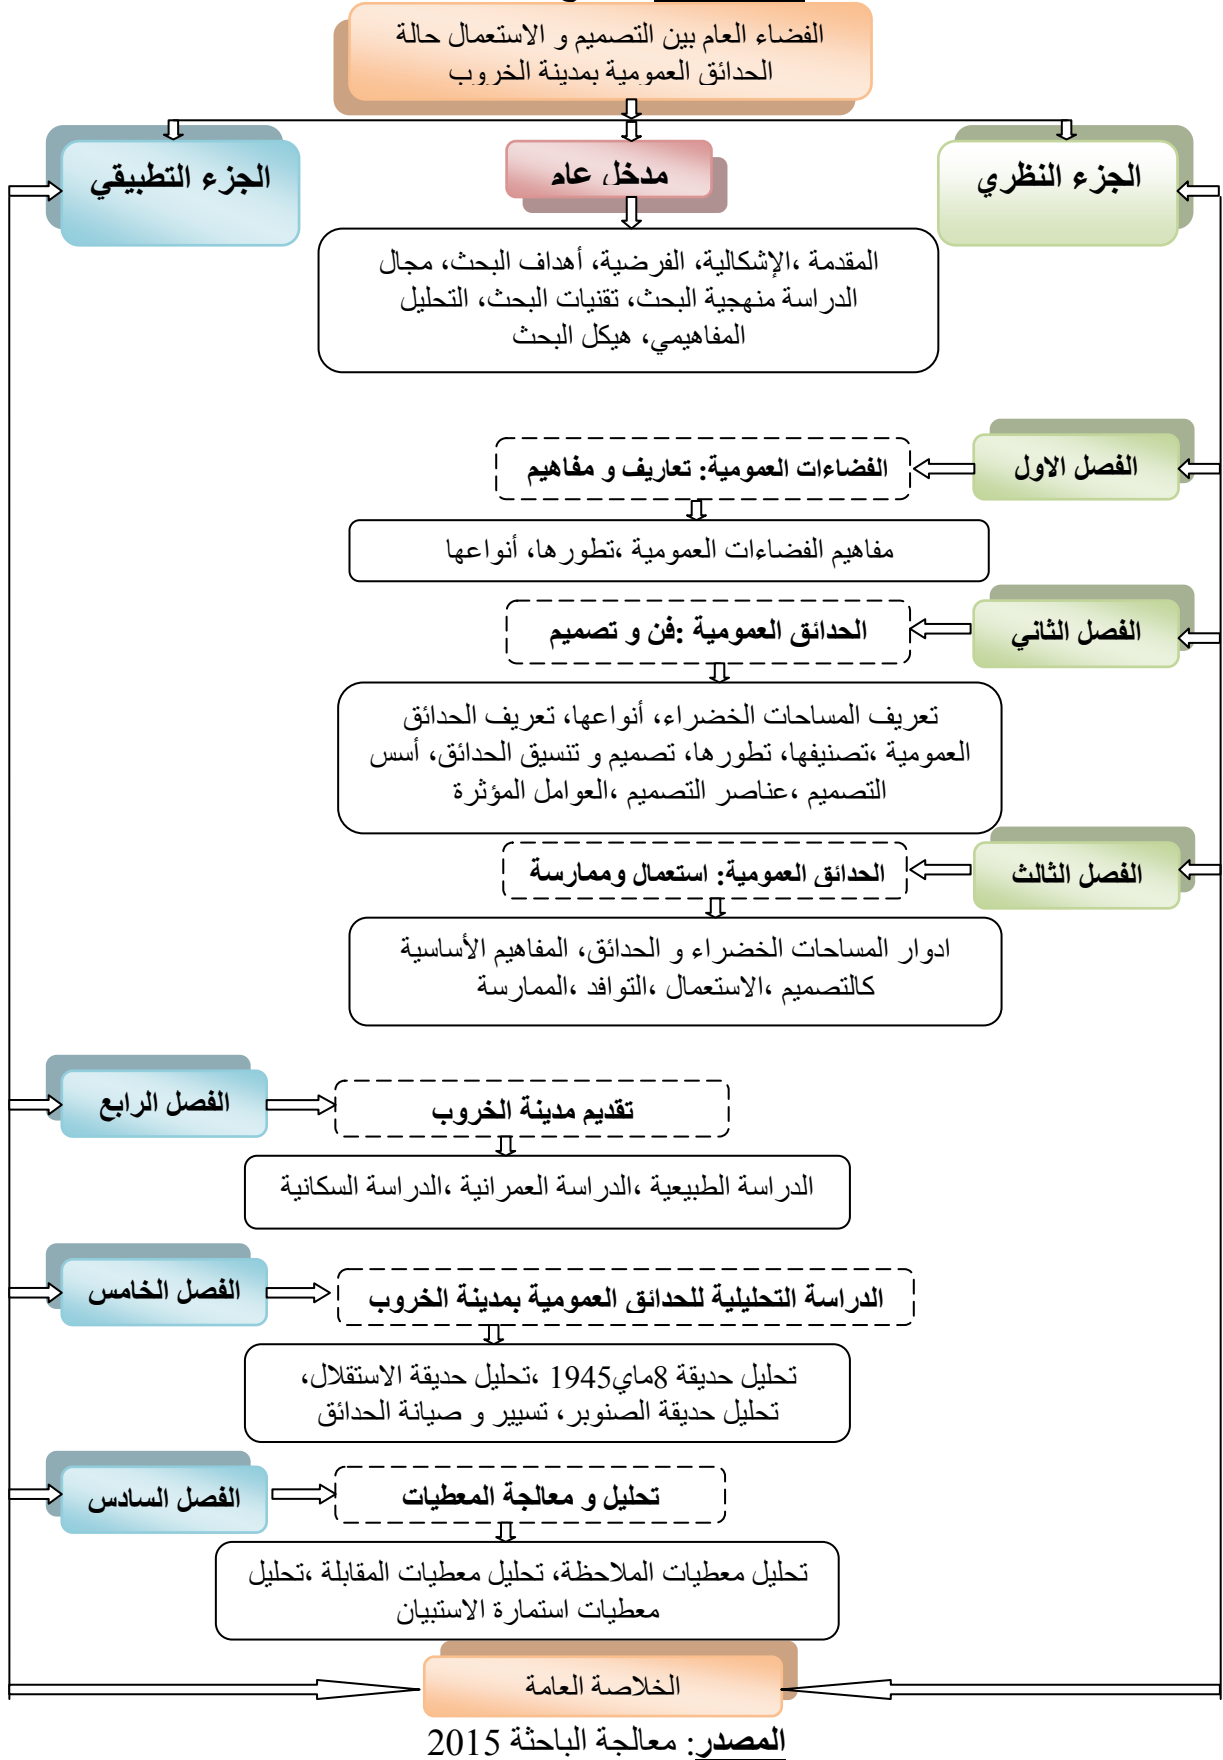 الفضاء العام بين التصميم و الاستعمال حالة
الحدائق العمومية بمدينة الخروب
الجزء النظري
مدخل عام
الجزء التطبيقي
المقدمة ،الإشكالية، الفرضية، أهداف البحث، مجال
الدراسة منهجية البحث، تقنيات البحث، التحليل
المفاهيمي، هيكل البحث
الفصل الاول
الفضاءات العمومية: تعاريف و مفاهيم
مفاهيم الفضاءات العمومية ،تطورها، أنواعها
الفصل الثاني
الحدائق العمومية :فن و تصميم
تعريف المساحات الخضراء، أنواعها، تعريف الحدائق
العمومية ،تصنيفها، تطورها، تصميم و تنسيق الحدائق، أسس
التصميم ،عناصر التصميم ،العوامل المؤثرة
الفصل الثالث
الحدائق العمومية: استعمال وممارسة
ادوار المساحات الخضراء و الحدائق، المفاهيم الأساسية
كالتصميم ،الاستعمال ،التوافد ،الممارسة
الفصل الرابع
تقديم مدينة الخروب
الدراسة الطبيعية ،الدراسة العمرانية ،الدراسة السكانية
الفصل الخامس
الدراسة التحليلية للحدائق العمومية بمدينة الخروب
تحليل حديقة 8ماي1945 ،تحليل حديقة الاستقلال،
تحليل حديقة الصنوبر، تسيير و صيانة الحدائق
الفصل السادس
تحليل و معالجة المعطيات
تحليل معطيات الملاحظة، تحليل معطيات المقابلة ،تحليل
معطيات استمارة الاستبيان
الخلاصة العامة
المصدر: معالجة الباحثة 2015